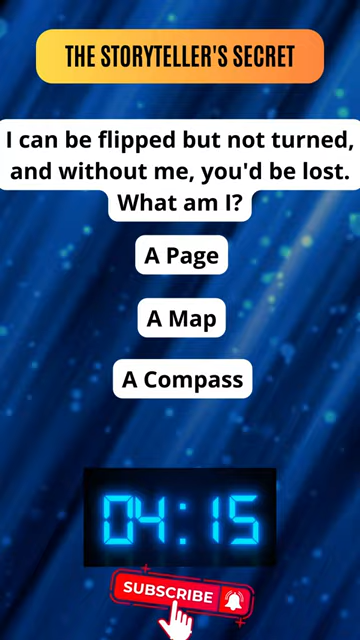 THE STORYTELLER'S SECRET
I can be flipped but not turned,
and without me, you'd be lost.
What am I?
A Page
A Map
A Compass
04:15
SUBSCRIBE